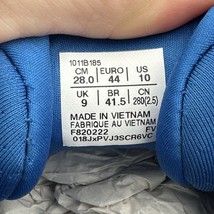 1011B185
CM EURO US
28.0 44 10
UK BR CN
9 41.5 280(2.5)
MADE IN VIETNAM
FABRIQUE AU VIETNAM
F820222 FV
018JxPVJ3SCR6VC